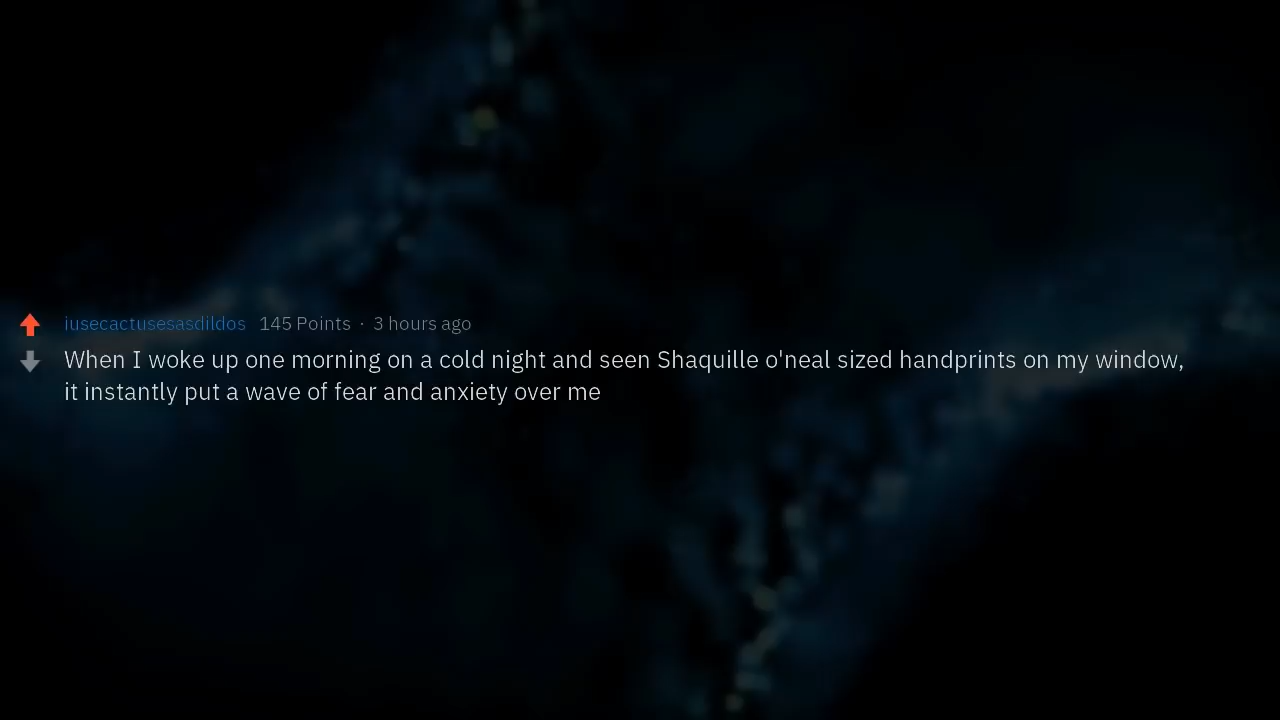 iusecactusesasdildos 145 Points · 3 hours ago
When I woke up one morning on a cold night and seen Shaquille o'neal sized handprints on my window,
it instantly put a wave of fear and anxiety over me